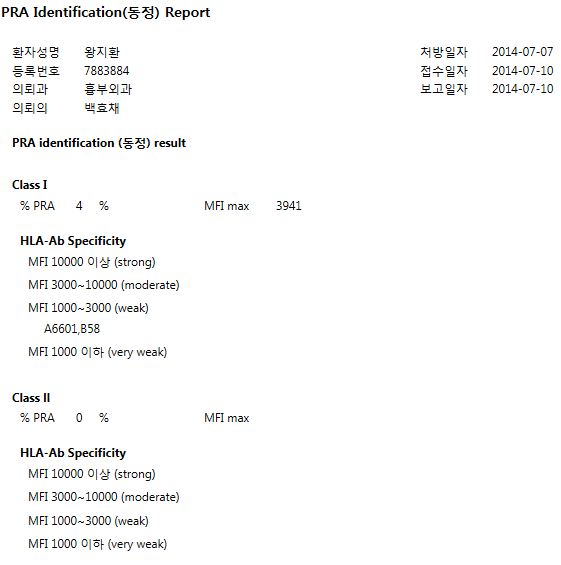 PRA Identification(동정) Report
환자성명 왕지환 처방일자 2014-07-07
등록번호 7883884 접수일자 2014-07-10
의뢰과 흉부외과 보고일자 2014-07-10
의뢰의 백효채
PRA identification (동정) result
Class I
% PRA 4 % MFI max 3941
HLA-Ab Specificity
MFI 10000 이상 (strong)
MFI 3000~10000 (moderate)
MFI 1000~3000 (weak)
A6601,B58
MFI 1000 이하 (very weak)
Class II
% PRA 0 % MFI max
HLA-Ab Specificity
MFI 10000 이상 (strong)
MFI 3000~10000 (moderate)
MFI 1000~3000 (weak)
MFI 1000 이하 (very weak)